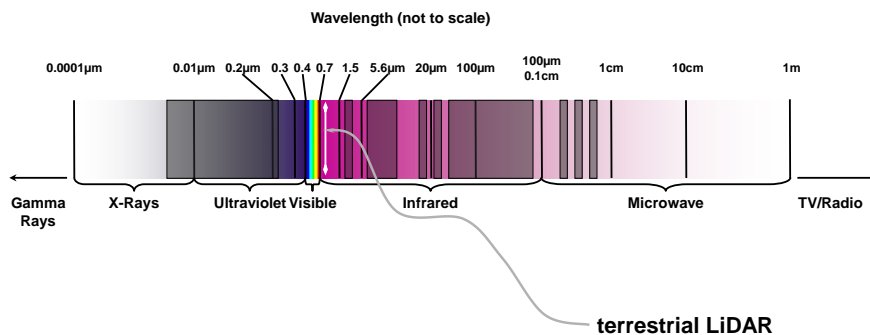 Wavelength (not to scale)
0.0001µm 0.01µm 0.2µm 0.3 0.4 0.7 1.5 5.6µm 20µm 100µm 100µm 1cm 10cm 1m
0.1cm
Gamma X-Rays Ultraviolet Visible Infrared Microwave TV/Radio
Rays
terrestrial LiDAR